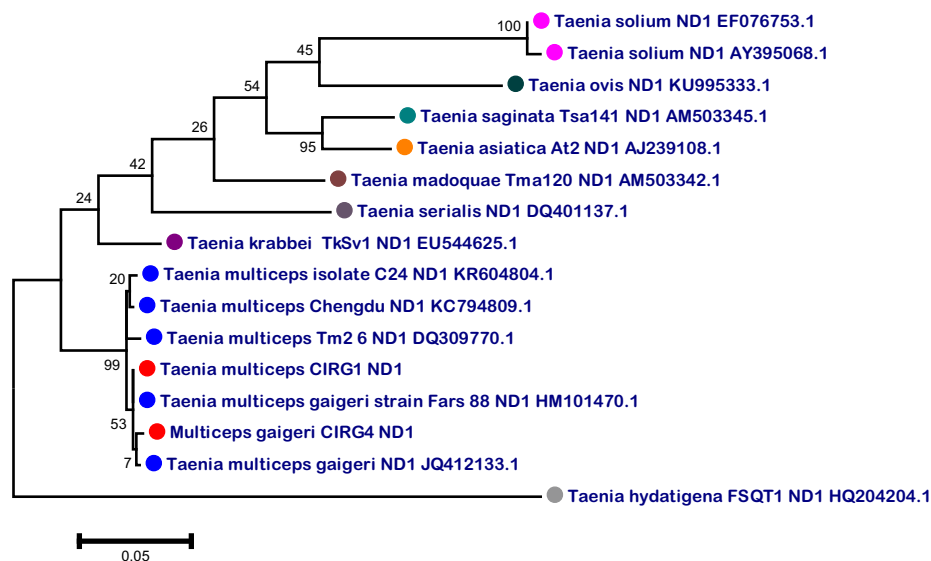 100
Taenia solium ND1 EF076753.1
45
Taenia solium ND1 AY395068.1
54
Taenia ovis ND1 KU995333.1
26
Taenia saginata Tsa141 ND1 AM503345.1
95
Taenia asiatica At2 ND1 AJ239108.1
42
Taenia madoquae Tma120 ND1 AM503342.1
24
Taenia serialis ND1 DQ401137.1
Taenia krabbei TkSv1 ND1 EU544625.1
20
Taenia multiceps isolate C24 ND1 KR604804.1
Taenia multiceps Chengdu ND1 KC794809.1
Taenia multiceps Tm2 6 ND1 DQ309770.1
99
Taenia multiceps CIRG1 ND1
Taenia multiceps gaigeri strain Fars 88 ND1 HM101470.1
53
Multiceps gaigeri CIRG4 ND1
7
Taenia multiceps gaigeri ND1 JQ412133.1
Taenia hydatigena FSQT1 ND1 HQ204204.1
0.05